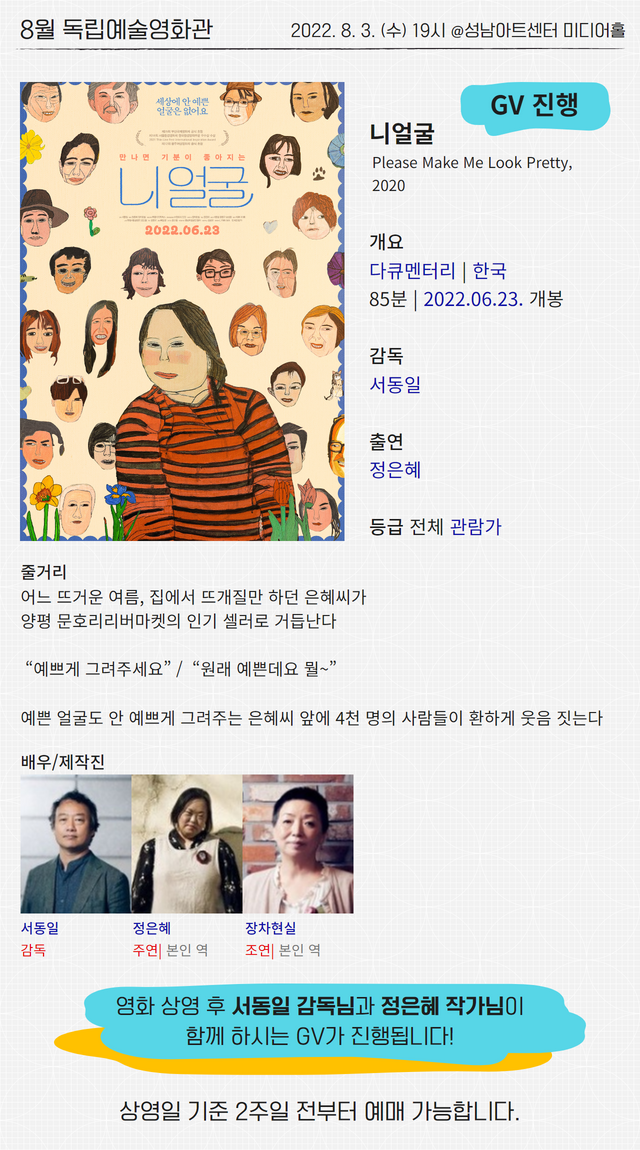 8월 독립예술영화관
2022. 8. 3. (수) 19시 @성남아트센터 미디어홀
세상에 안 예쁜
얼굴은 없어요
만나면 기분이 좋아지는
니얼굴
2022.06.23
GV 진행
니얼굴
Please Make Me Look Pretty,
2020
개요
다큐멘터리 | 한국
85분 | 2022.06.23. 개봉
감독
서동일
출연
정은혜
등급 전체 관람가
줄거리
어느 뜨거운 여름, 집에서 뜨개질만 하던 은혜씨가
양평 문호리리버마켓의 인기 셀러로 거듭난다
“예쁘게 그려주세요” / “원래 예쁜데요 뭘~”
예쁜 얼굴도 안 예쁘게 그려주는 은혜씨 앞에 4천 명의 사람들이 환하게 웃음 짓는다
배우/제작진
서동일 정은혜 장차현실
감독 주연| 본인 역 조연| 본인 역
영화 상영 후 서동일 감독님과 정은혜 작가님이
함께 하시는 GV가 진행됩니다!
상영일 기준 2주일 전부터 예매 가능합니다.